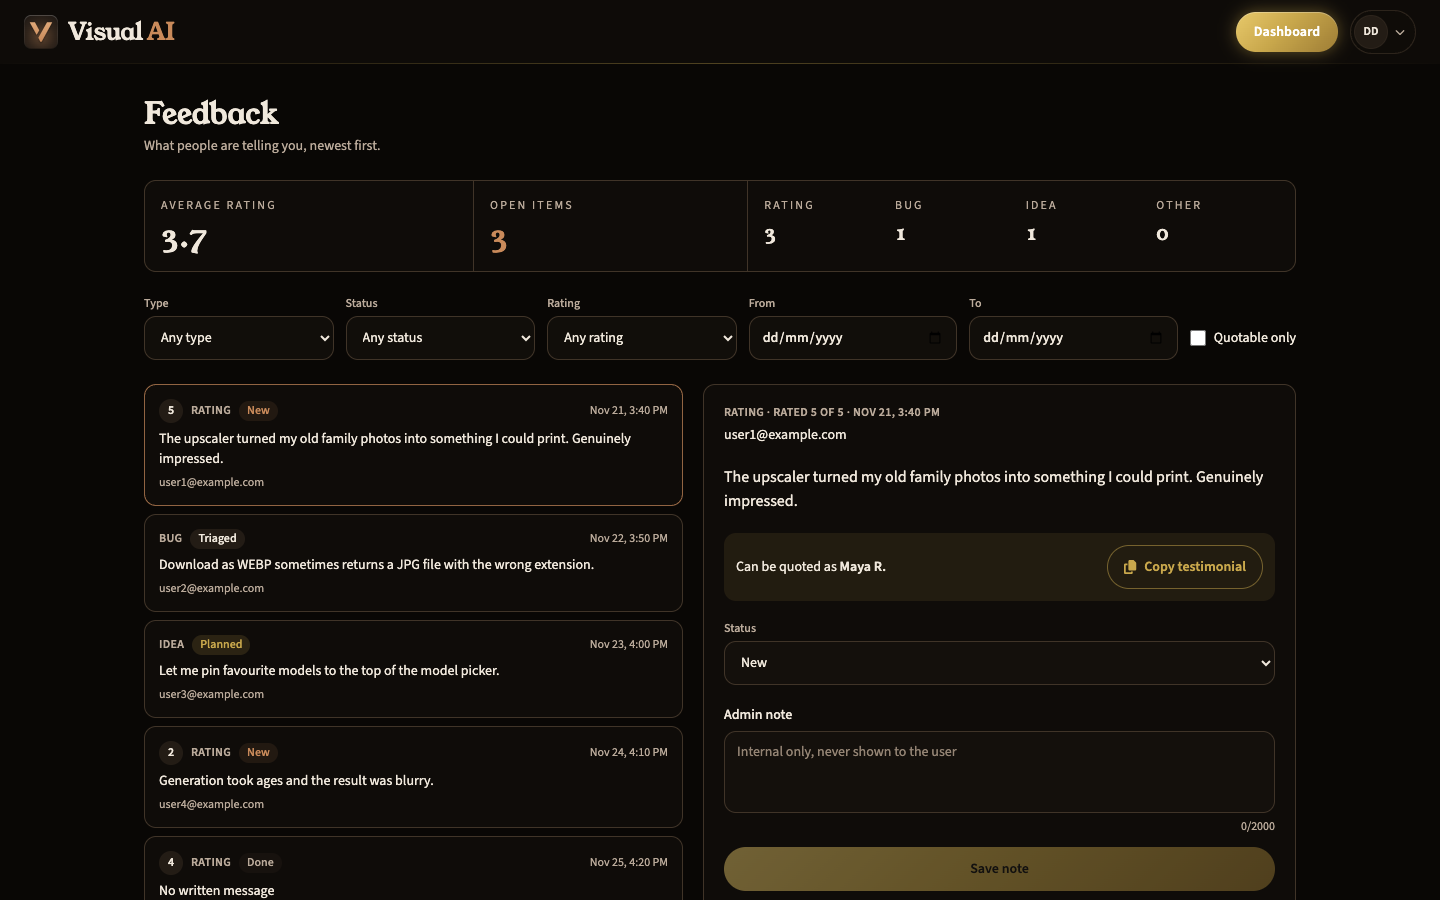 Visual AI
Dashboard
DD
Feedback
What people are telling you, newest first.
AVERAGE RATING
3.7
OPEN ITEMS
3
RATING
3
BUG
1
IDEA
1
OTHER
0
Type
Any type
Status
Any status
Rating
Any rating
From
dd/mm/yyyy
To
dd/mm/yyyy
Quotable only
5 RATING New Nov 21, 3:40 PM
The upscaler turned my old family photos into something I could print. Genuinely
impressed.
user1@example.com
BUG Triaged Nov 22, 3:50 PM
Download as WEBP sometimes returns a JPG file with the wrong extension.
user2@example.com
IDEA Planned Nov 23, 4:00 PM
Let me pin favourite models to the top of the model picker.
user3@example.com
2 RATING New Nov 24, 4:10 PM
Generation took ages and the result was blurry.
user4@example.com
4 RATING Done Nov 25, 4:20 PM
No written message
RATING · RATED 5 OF 5 · NOV 21, 3:40 PM
user1@example.com
The upscaler turned my old family photos into something I could print. Genuinely
impressed.
Can be quoted as Maya R.
Copy testimonial
Status
New
Admin note
Internal only, never shown to the user
0/2000
Save note